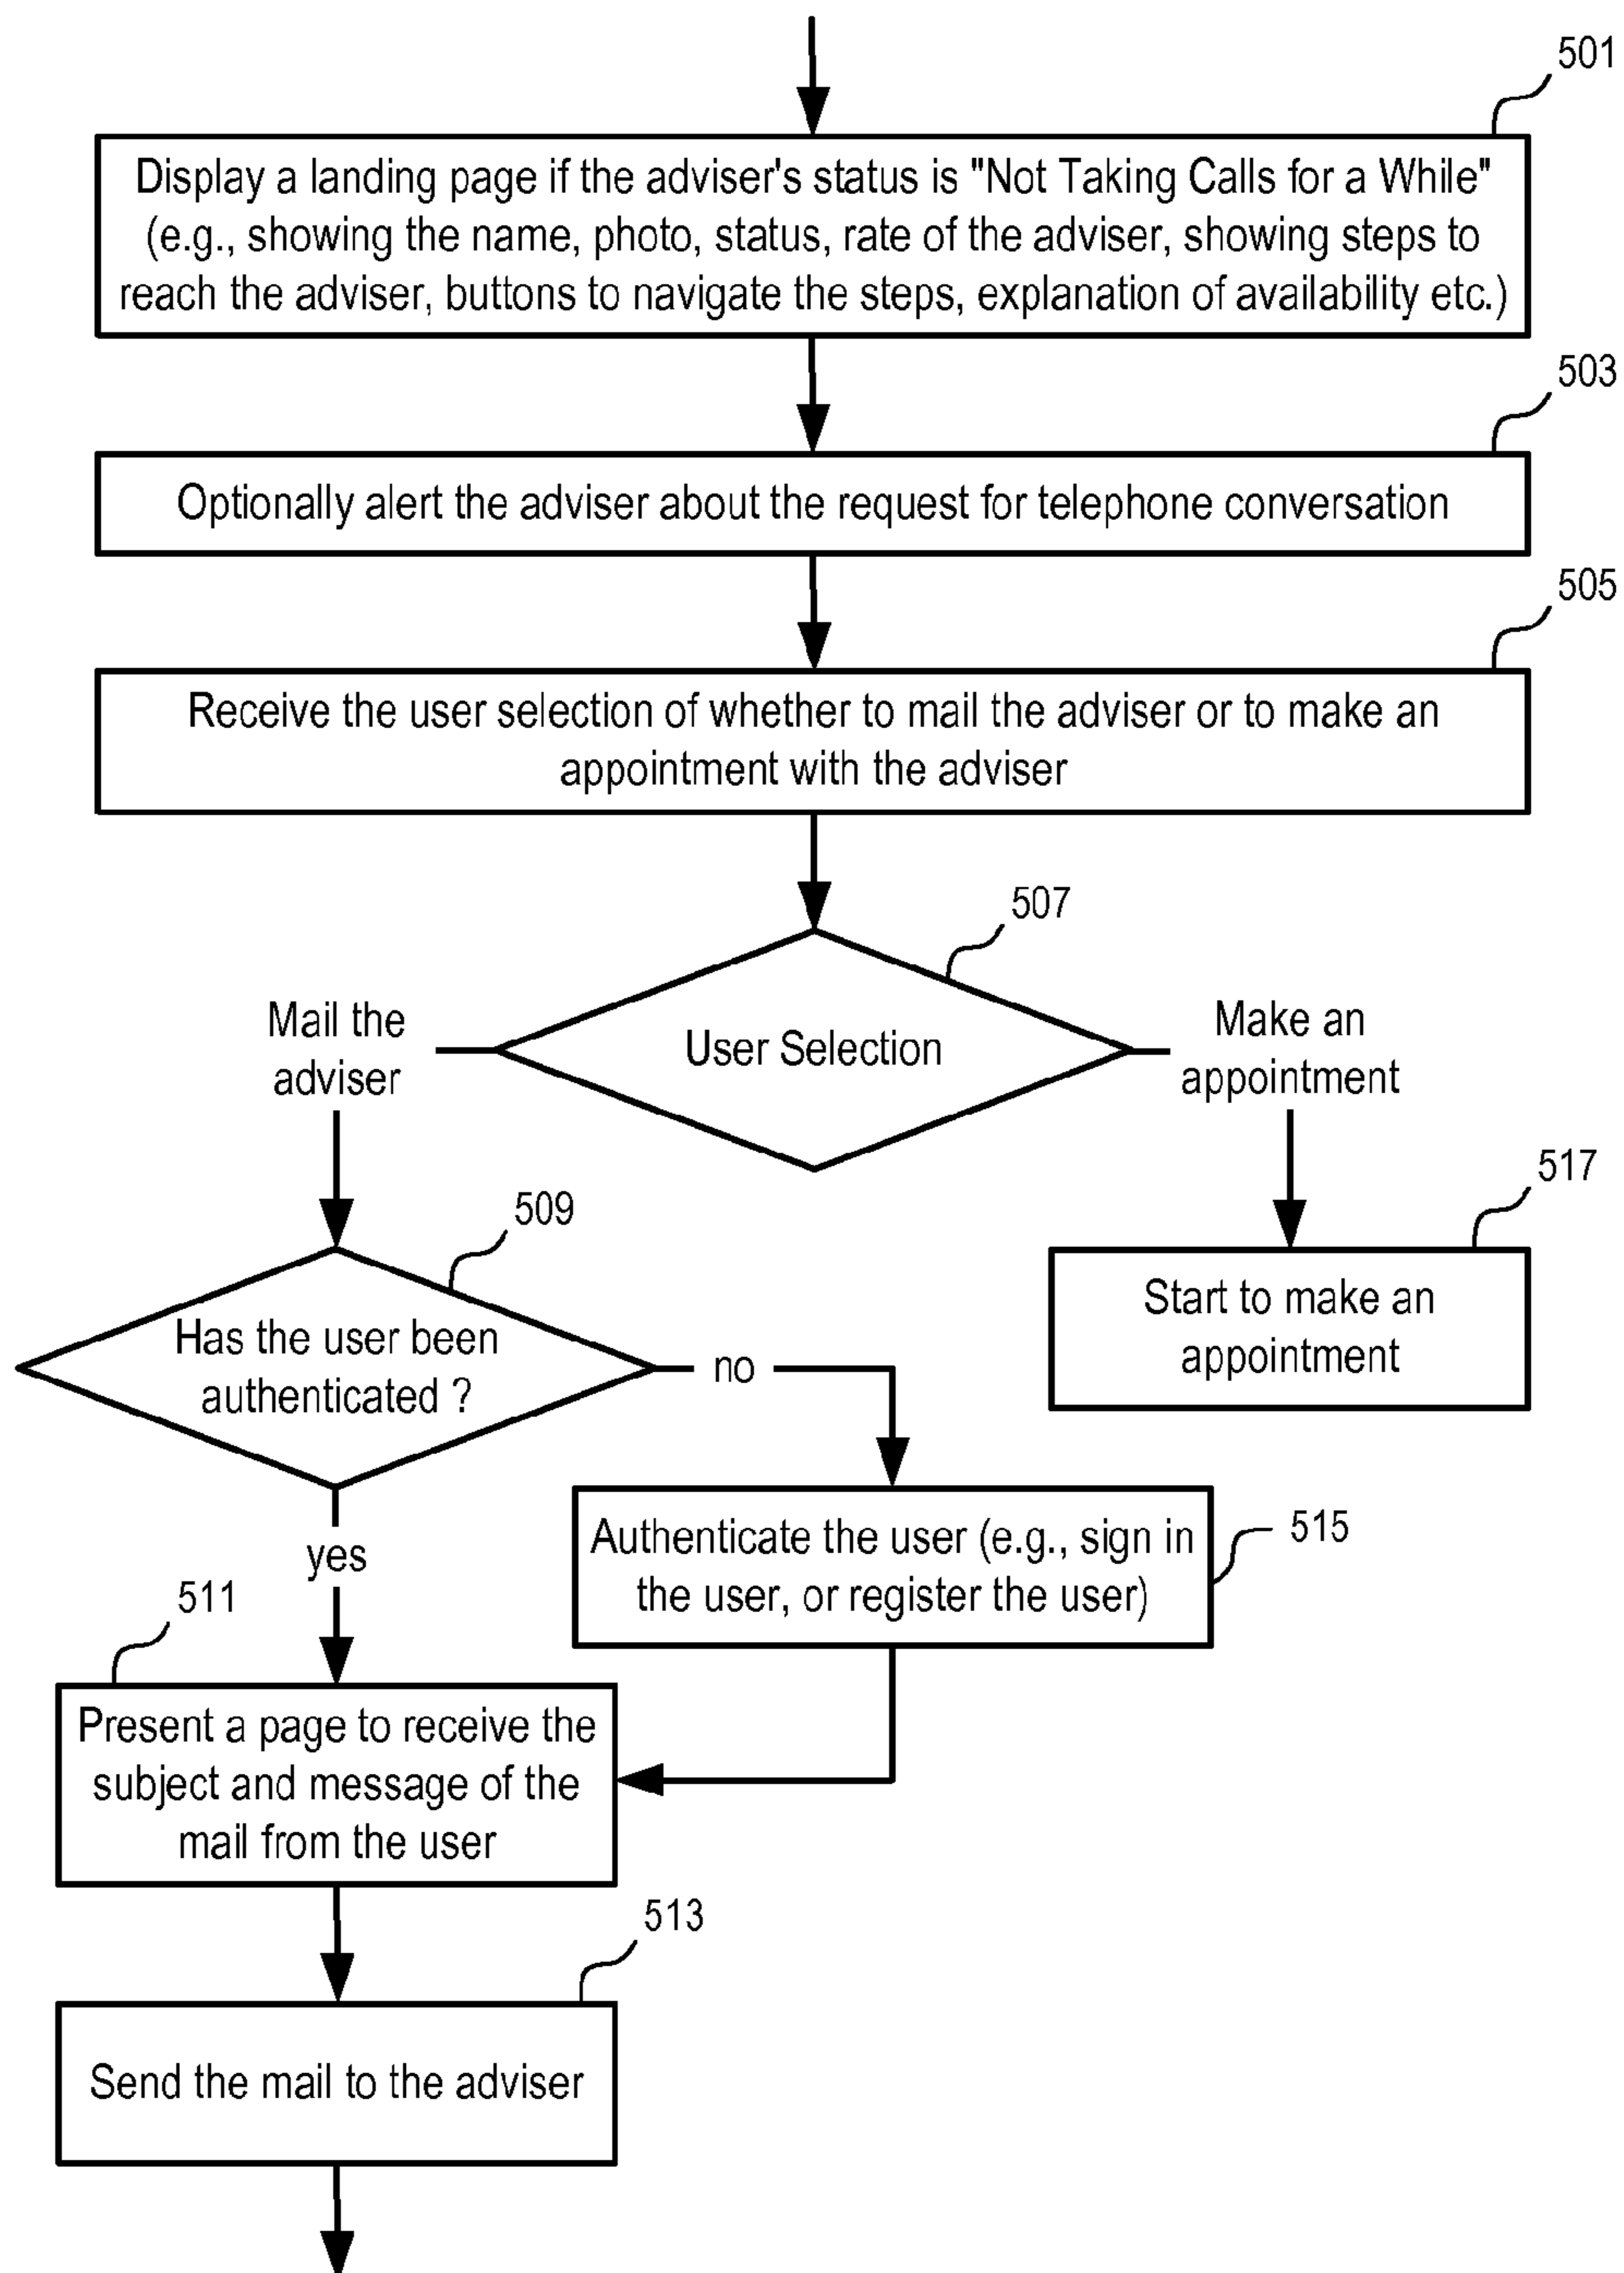 501
Display a landing page if the adviser's status is "Not Taking Calls for a While"
(e.g., showing the name, photo, status, rate of the adviser, showing steps to
reach the adviser, buttons to navigate the steps, explanation of availability etc.)
503
Optionally alert the adviser about the request for telephone conversation
505
Receive the user selection of whether to mail the adviser or to make an
appointment with the adviser
507
User Selection
Mail the
adviser
Make an
appointment
509
Has the user been
authenticated ?
no
yes
517
Start to make an
appointment
515
Authenticate the user (e.g., sign in
the user, or register the user)
511
Present a page to receive the
subject and message of the
mail from the user
513
Send the mail to the adviser